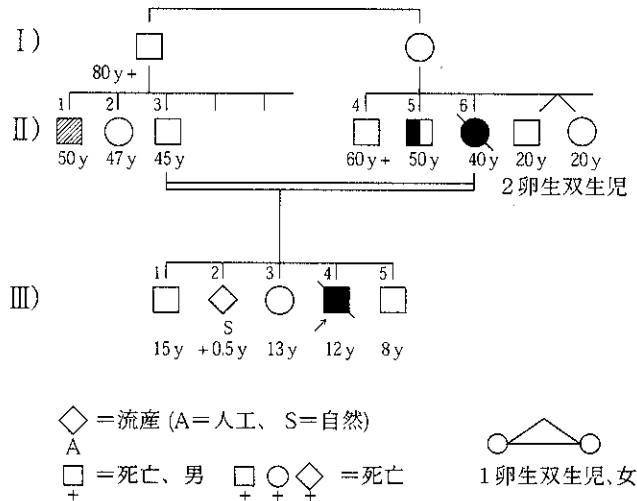 I)
80 y +
1 2 3 4 5 6
II)
50 y 47 y 45 y 60 y + 50 y 40 y 20 y 20 y
2卵生双生児
1 2 3 4 5
III)
S
15 y + 0.5 y 13 y 12 y 8 y
=流産 (A=人工、 S=自然)
A
=死亡、男 =死亡
+ + + +
1卵生双生児、女